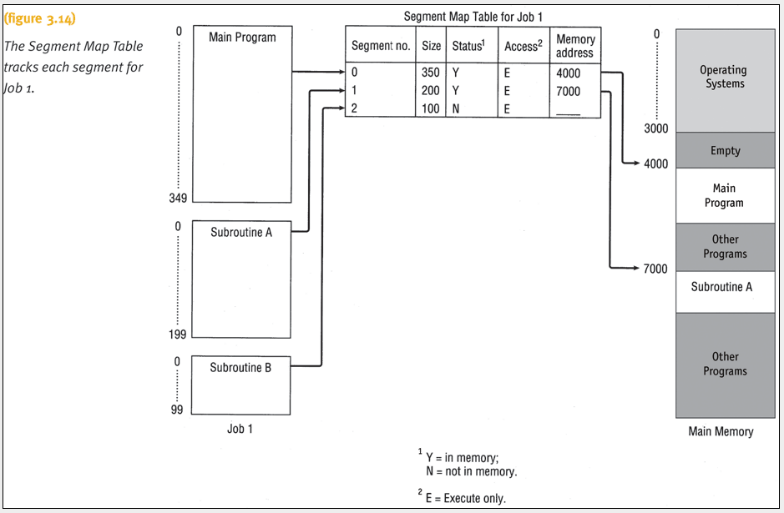 (figure 3.14)
The Segment Map Table
tracks each segment for
Job 1.
0
Main Program
349
0
Subroutine A
199
0
Subroutine B
99
Job 1
Segment Map Table for Job 1
Segment no. Size Status¹ Access² Memory address
0 350 Y E 4000
1 200 Y E 7000
2 100 N E
0
Operating
Systems
3000
Empty
4000
Main
Program
Other
Programs
7000
Subroutine A
Other
Programs
Main Memory
¹ Y = in memory;
N = not in memory.
² E = Execute only.